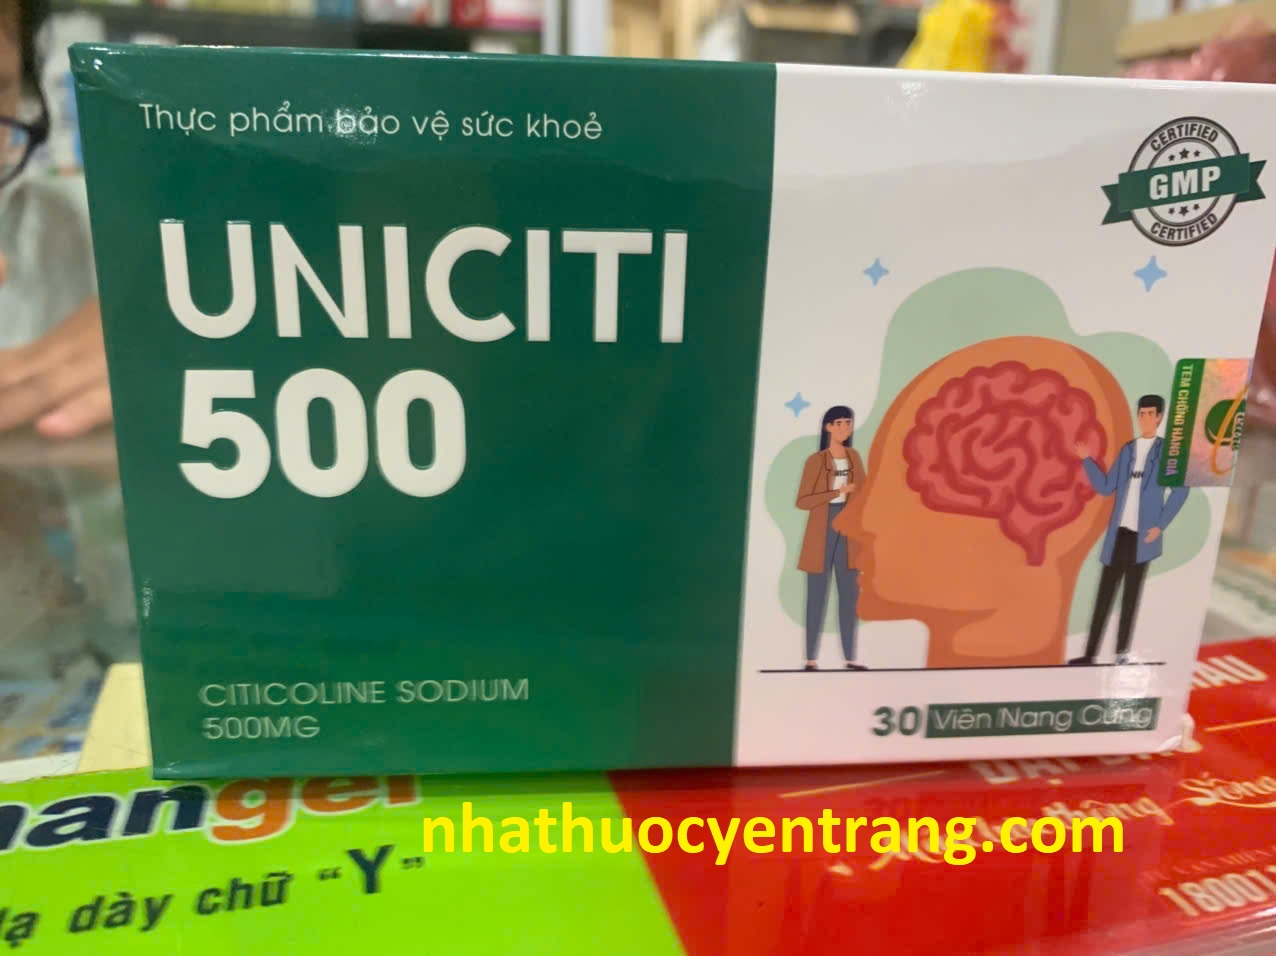 Thực phẩm bảo vệ sức khoẻ
UNICITI
500
CITICOLINE SODIUM
500MG
CERTIFIED
GMP
CERTIFIED
TEM CHỐNG HÀNG GIẢ
30 Viên Nang Cứng
nhathuocyentrang.com
dày chữ "Y"